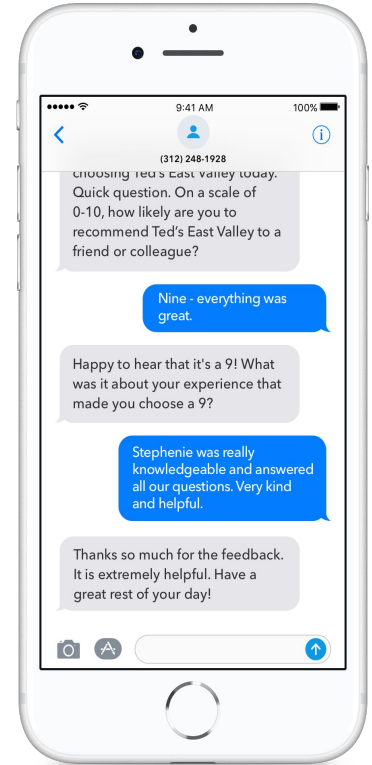 9:41 AM
100%
(312) 248-1928
choosing Ted's East Valley today.
Quick question. On a scale of
0-10, how likely are you to
recommend Ted's East Valley to a
friend or colleague?
Nine - everything was
great.
Happy to hear that it's a 9! What
was it about your experience that
made you choose a 9?
Stephenie was really
knowledgeable and answered
all our questions. Very kind
and helpful.
Thanks so much for the feedback.
It is extremely helpful. Have a
great rest of your day!